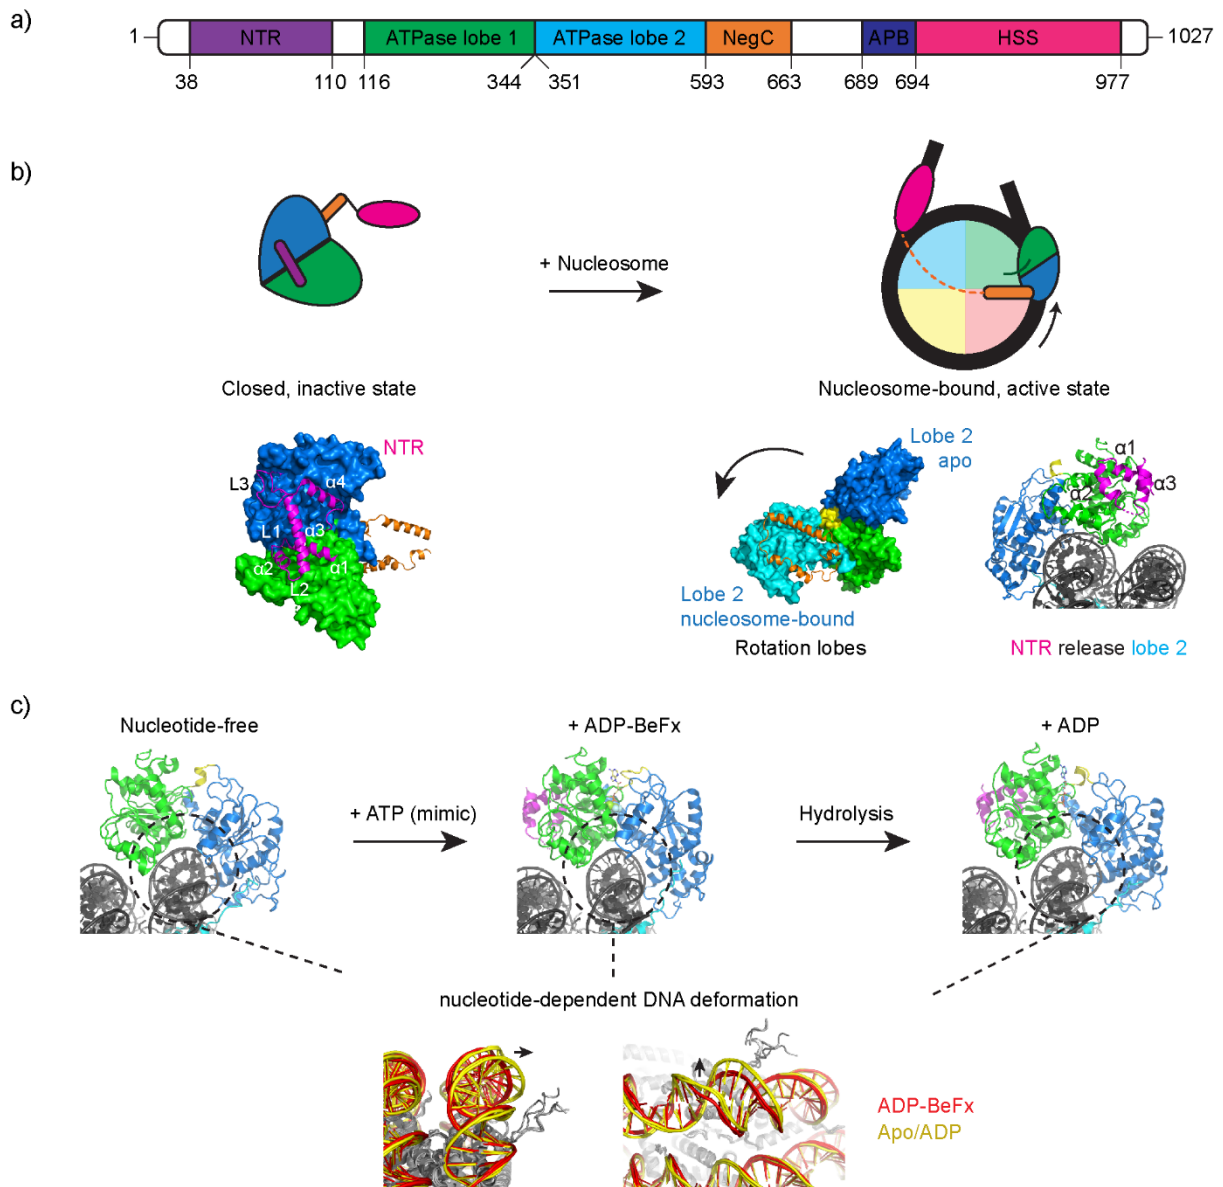 a)
1 NTR ATPase lobe 1 ATPase lobe 2 NegC APB HSS 1027
38 110 116 344 351 593 663 689 694 977
b)
+ Nucleosome
Closed, inactive state
Nucleosome-bound, active state
NTR
L3
α4
L1
α3
α2
α1
L2
Lobe 2
apo
Lobe 2
nucleosome-bound
Rotation lobes
α1
α2
α3
NTR release lobe 2
c)
Nucleotide-free
+ ATP (mimic)
+ ADP-BeFx
Hydrolysis
+ ADP
nucleotide-dependent DNA deformation
ADP-BeFx
Apo/ADP